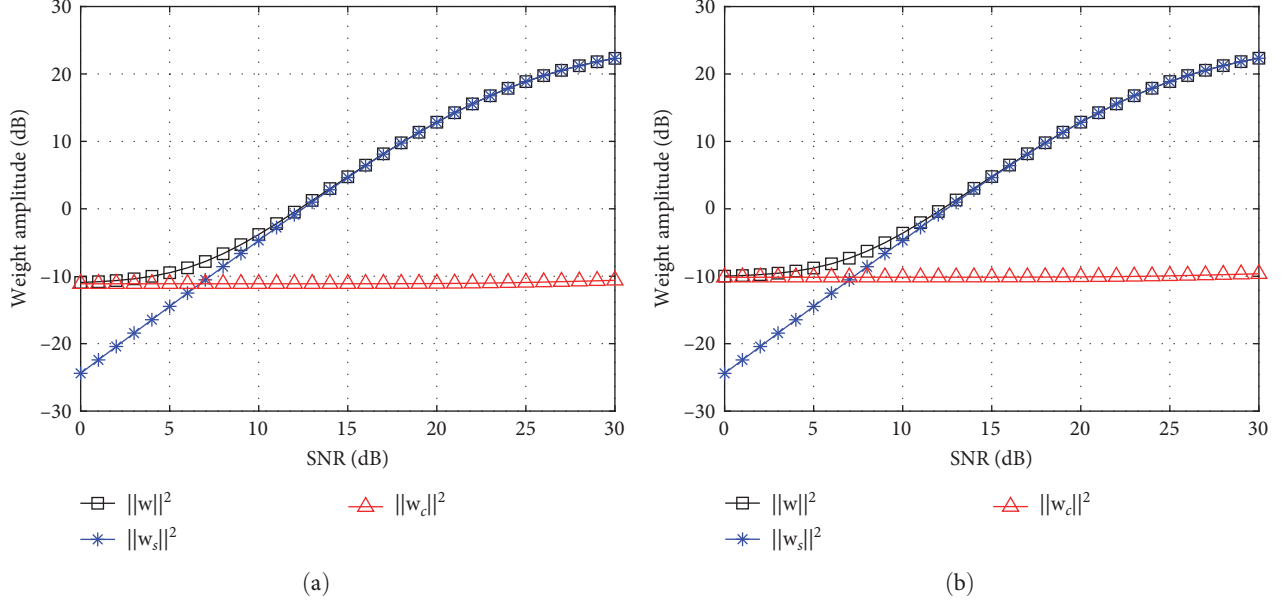 30
20
10
0
−10
−20
−30
Weight amplitude (dB)
0 5 10 15 20 25 30
SNR (dB)
||w||²
||w_s||²
||w_c||²
(a)
30
20
10
0
−10
−20
−30
Weight amplitude (dB)
0 5 10 15 20 25 30
SNR (dB)
||w||²
||w_s||²
||w_c||²
(b)